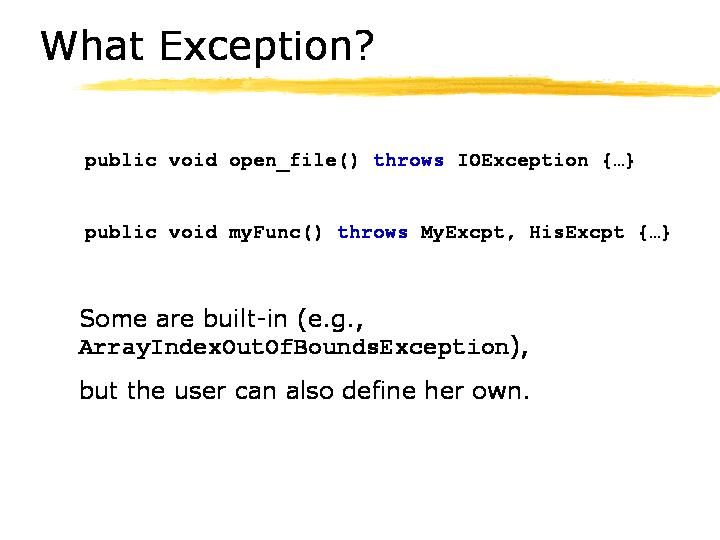 What Exception?
public void open_file() throws IOException {…}
public void myFunc() throws MyExcpt, HisExcpt {…}
Some are built-in (e.g.,
ArrayIndexOutOfBoundsException),
but the user can also define her own.